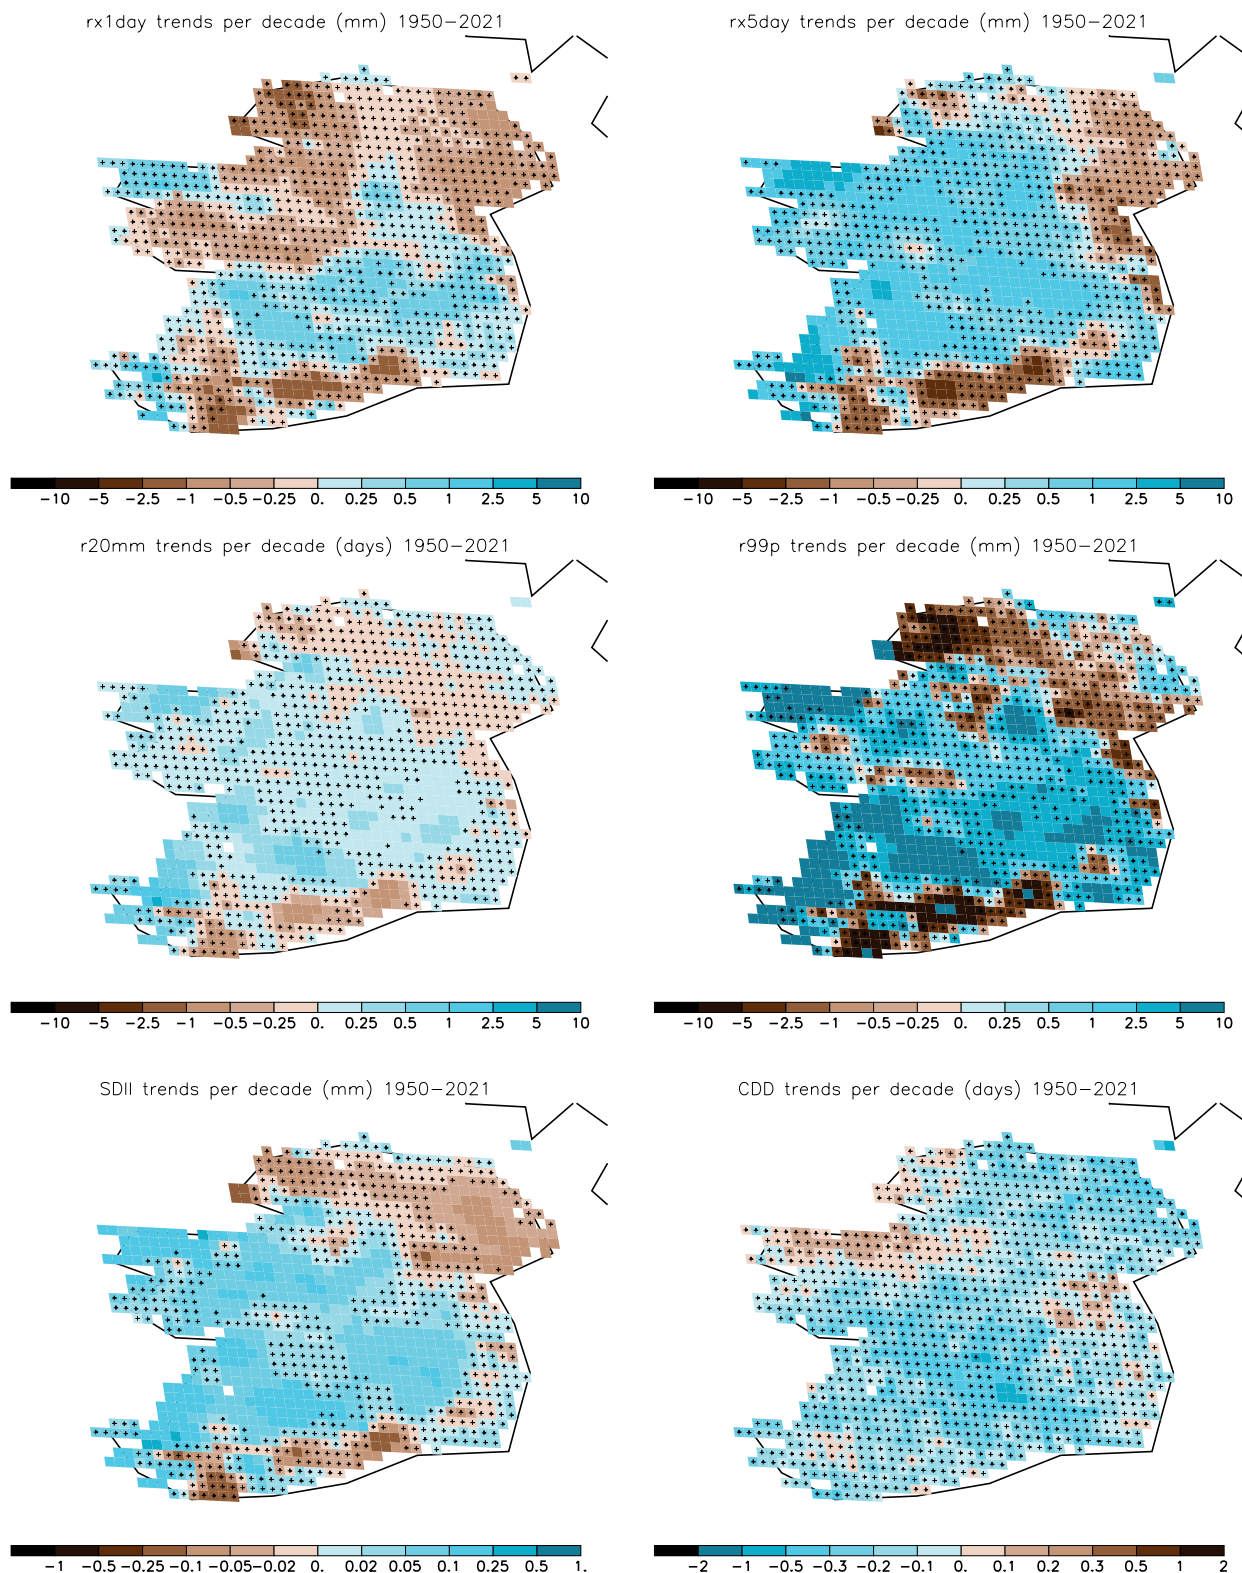 rx1day trends per decade (mm) 1950−2021
rx5day trends per decade (mm) 1950−2021
−10 −5 −2.5 −1 −0.5 −0.25 0. 0.25 0.5 1 2.5 5 10
−10 −5 −2.5 −1 −0.5 −0.25 0. 0.25 0.5 1 2.5 5 10
r20mm trends per decade (days) 1950−2021
r99p trends per decade (mm) 1950−2021
−10 −5 −2.5 −1 −0.5 −0.25 0. 0.25 0.5 1 2.5 5 10
−10 −5 −2.5 −1 −0.5 −0.25 0. 0.25 0.5 1 2.5 5 10
SDII trends per decade (mm) 1950−2021
CDD trends per decade (days) 1950−2021
−1 −0.5 −0.25 −0.1 −0.05 −0.02 0. 0.02 0.05 0.1 0.25 0.5 1.
−2 −1 −0.5 −0.3 −0.2 −0.1 0. 0.1 0.2 0.3 0.5 1 2